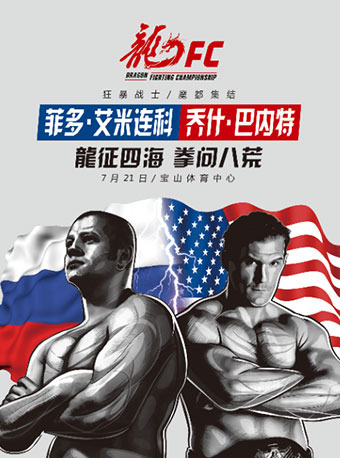 龍FC
DRAGON FIGHTING CHAMPIONSHIP
狂暴战士/魔都集结
菲多·艾米连科 乔什·巴内特
龍征四海 拳问八荒
7月21日/宝山体育中心